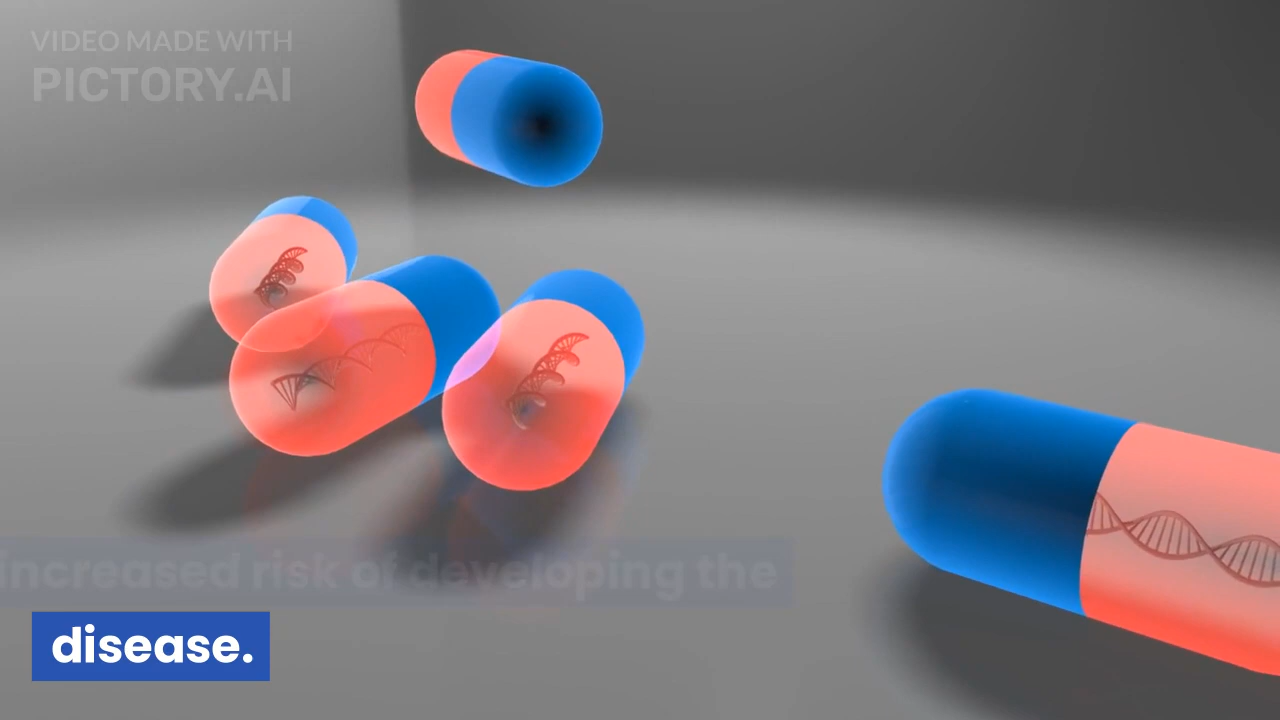 VIDEO MADE WITH
PICTORY.AI
increased risk of developing the
disease.